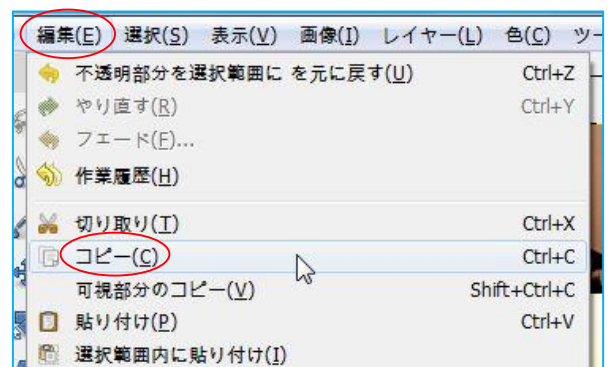 編集(E) 選択(S) 表示(V) 画像(I) レイヤー(L) 色(C) ツー
不透明部分を選択範囲に を元に戻す(U) Ctrl+Z
やり直す(R) Ctrl+Y
フェード(F)...
作業履歴(H)
切り取り(T) Ctrl+X
コピー(C) Ctrl+C
可視部分のコピー(V) Shift+Ctrl+C
貼り付け(P) Ctrl+V
選択範囲内に貼り付け(I)